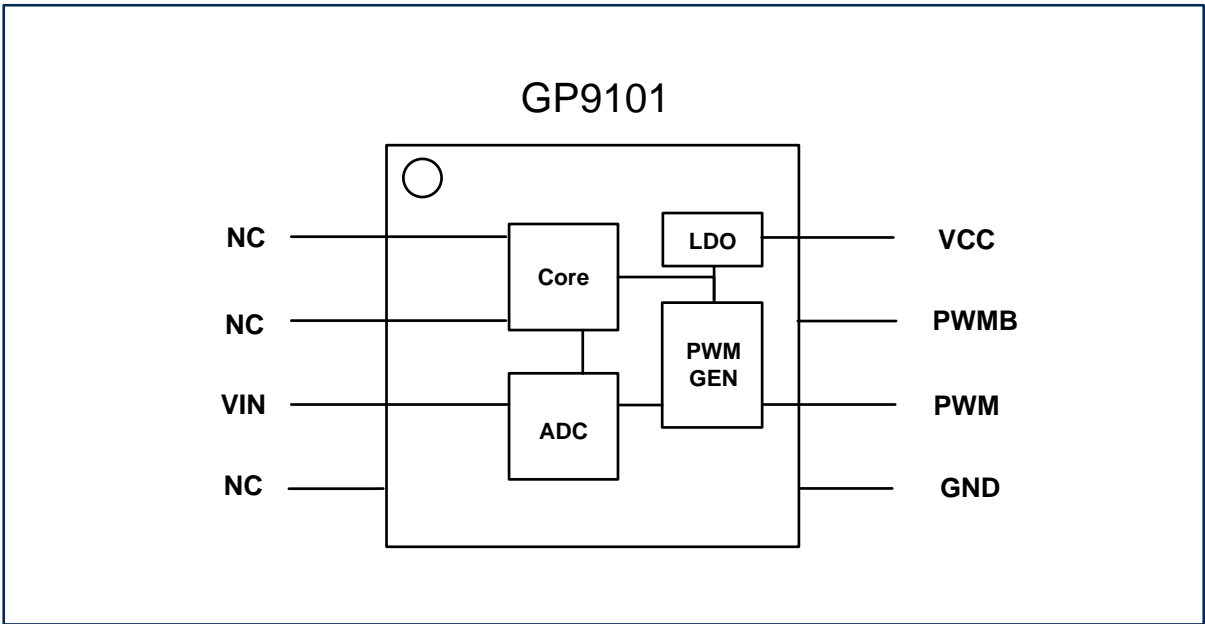 GP9101
NC
LDO
VCC
Core
NC
PWMB
PWM
GEN
VIN
ADC
PWM
NC
GND